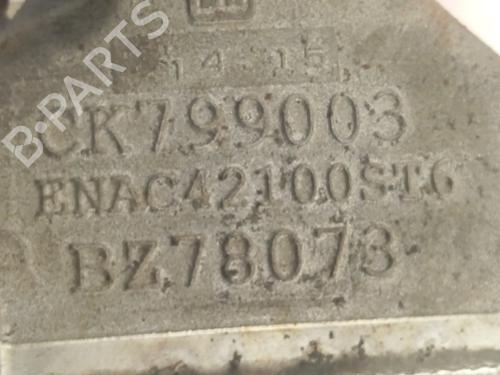 B-PARTS
14 15
CK799003
ENAC42100ST6
BZ78073